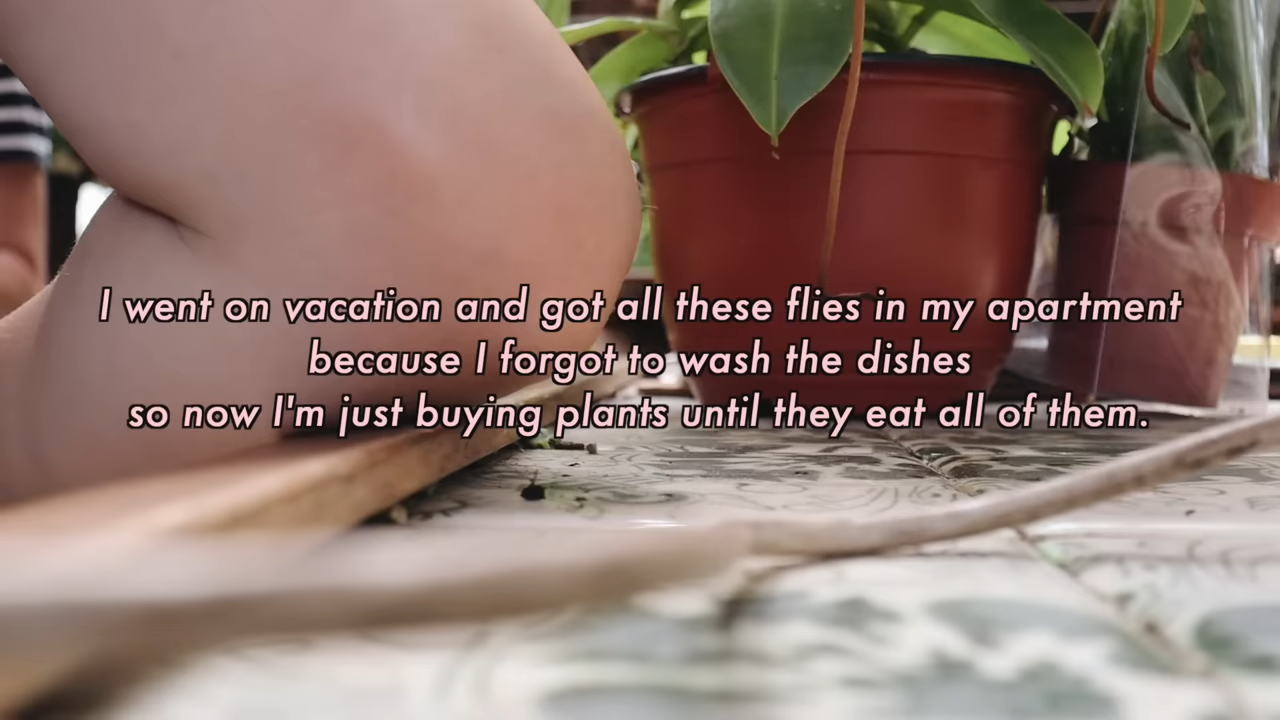 I went on vacation and got all these flies in my apartment
because I forgot to wash the dishes
so now I'm just buying plants until they eat all of them.